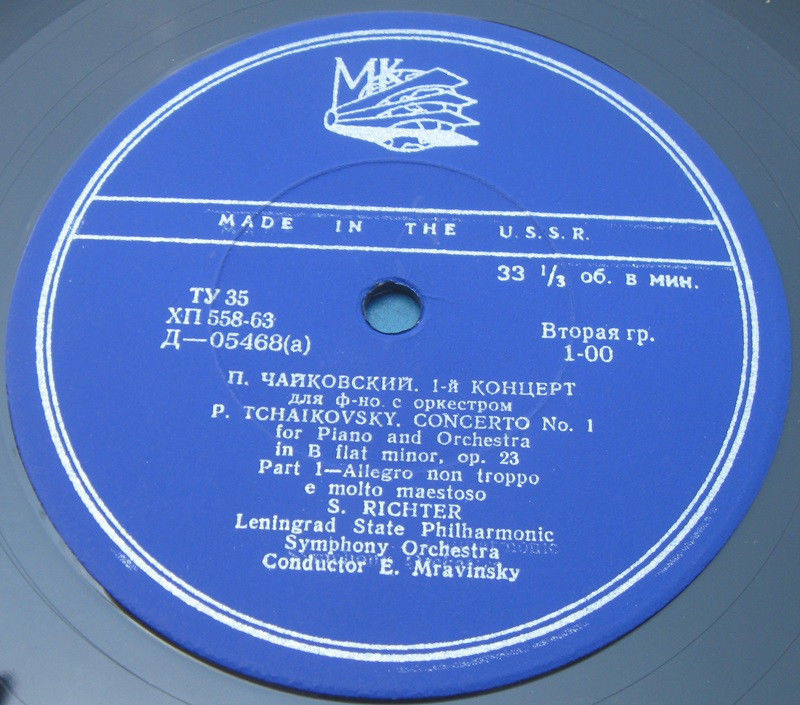 МК
MADE IN THE U.S.S.R.
33 1/3 об. в мин.
ТУ 35
ХП 558-63
Д—05468(а)
Вторая гр.
1-00
П. ЧАЙКОВСКИЙ. 1-й КОНЦЕРТ
для ф-но. с оркестром
P. TCHAIKOVSKY. CONCERTO No. 1
for Piano and Orchestra
in B flat minor, op. 23
Part 1—Allegro non troppo
e molto maestoso
S. RICHTER
Leningrad State Philharmonic
Symphony Orchestra
Conductor E. Mravinsky